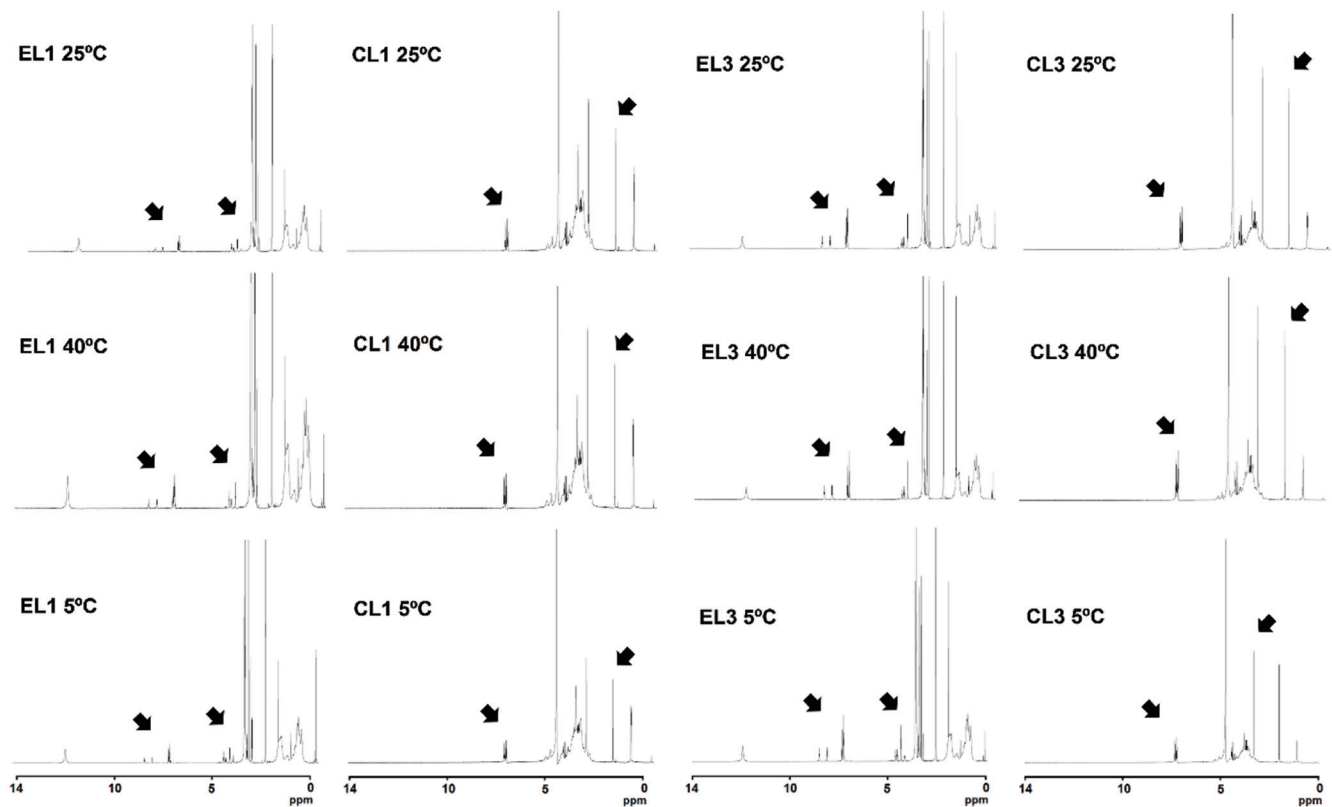 EL1 25ºC
CL1 25ºC
EL3 25ºC
CL3 25ºC
EL1 40ºC
CL1 40ºC
EL3 40ºC
CL3 40ºC
EL1 5ºC
CL1 5ºC
EL3 5ºC
CL3 5ºC
14 10 5 0
ppm
14 10 5 0
ppm
14 10 5 0
ppm
14 10 5 0
ppm